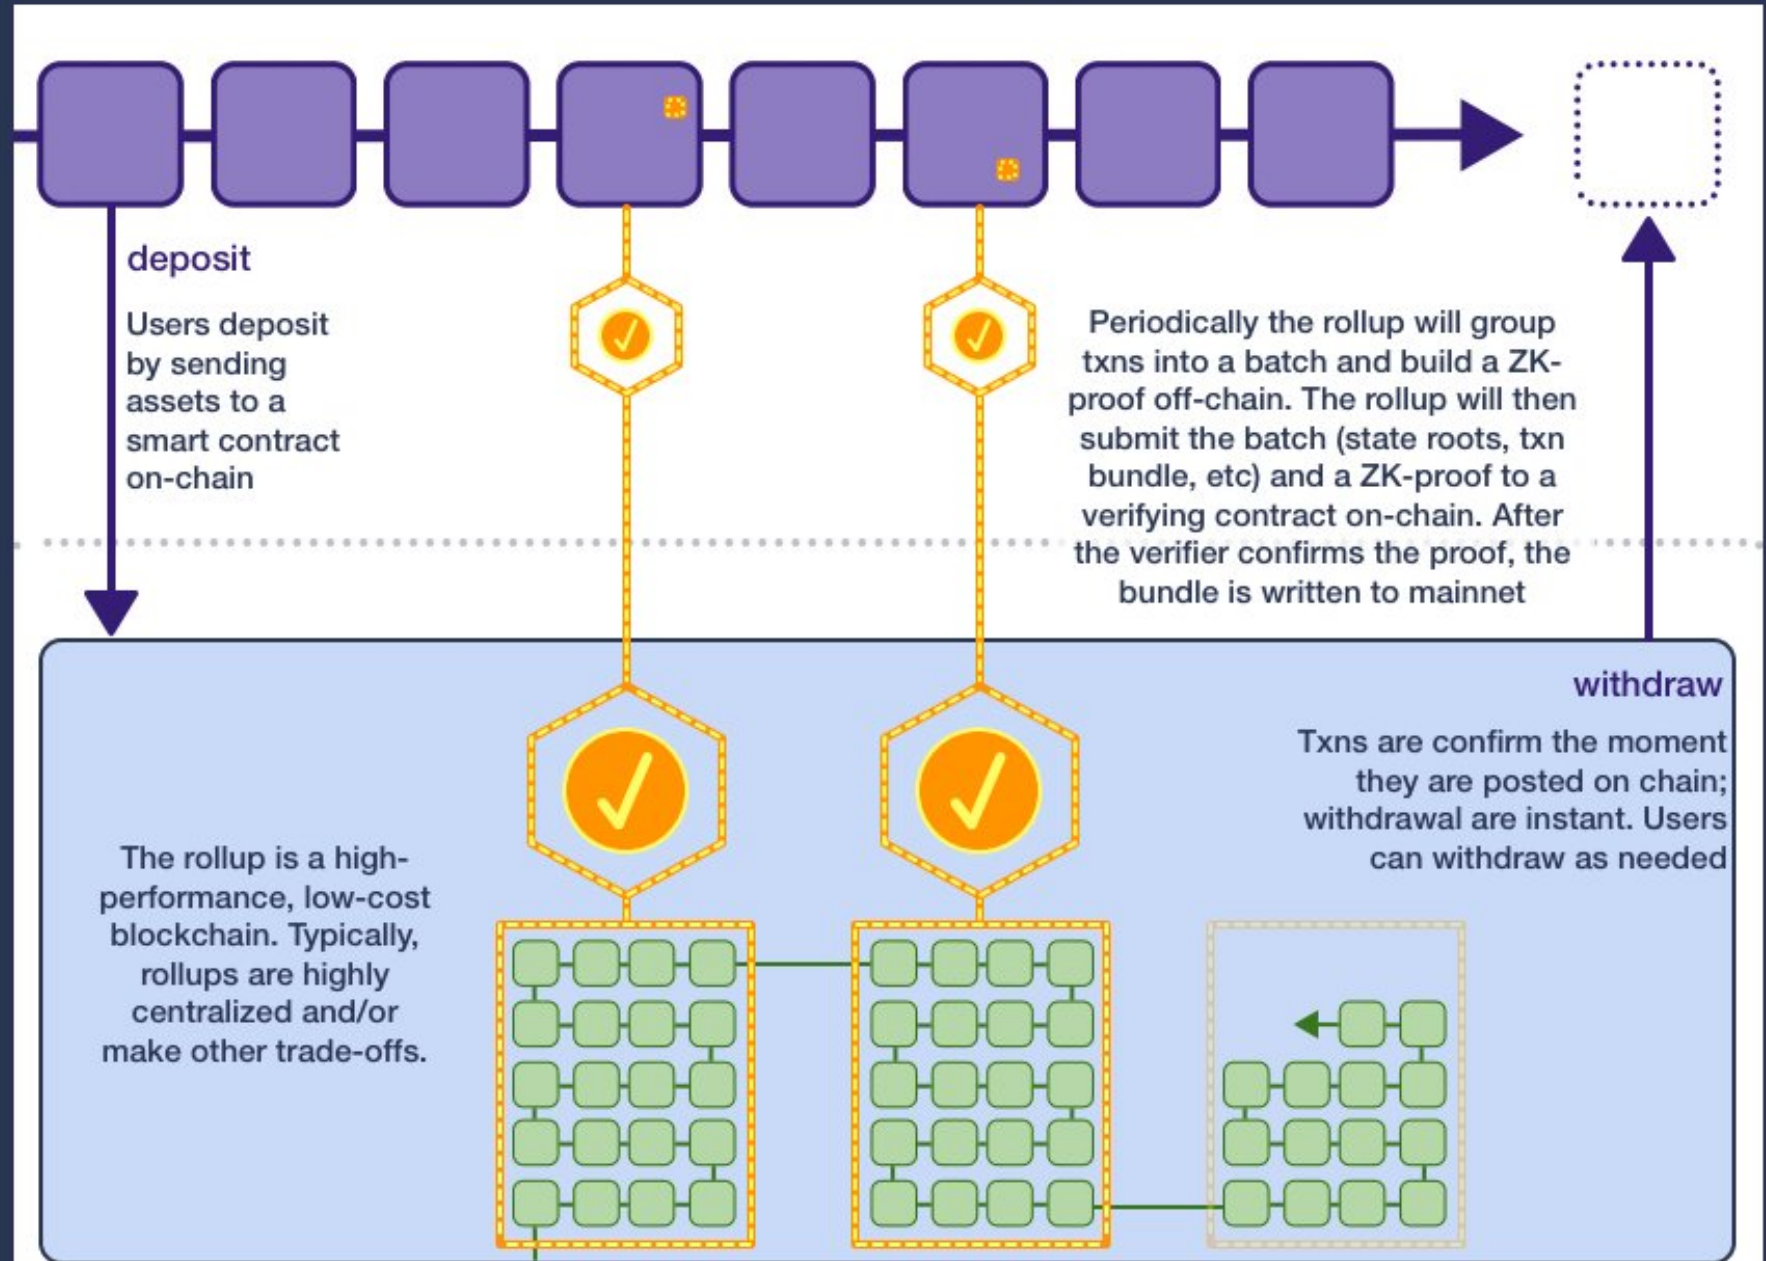 deposit
Users deposit
by sending
assets to a
smart contract
on-chain
Periodically the rollup will group
txns into a batch and build a ZK-
proof off-chain. The rollup will then
submit the batch (state roots, txn
bundle, etc) and a ZK-proof to a
verifying contract on-chain. After
the verifier confirms the proof, the
bundle is written to mainnet
withdraw
Txns are confirm the moment
they are posted on chain;
withdrawal are instant. Users
can withdraw as needed
The rollup is a high-
performance, low-cost
blockchain. Typically,
rollups are highly
centralized and/or
make other trade-offs.